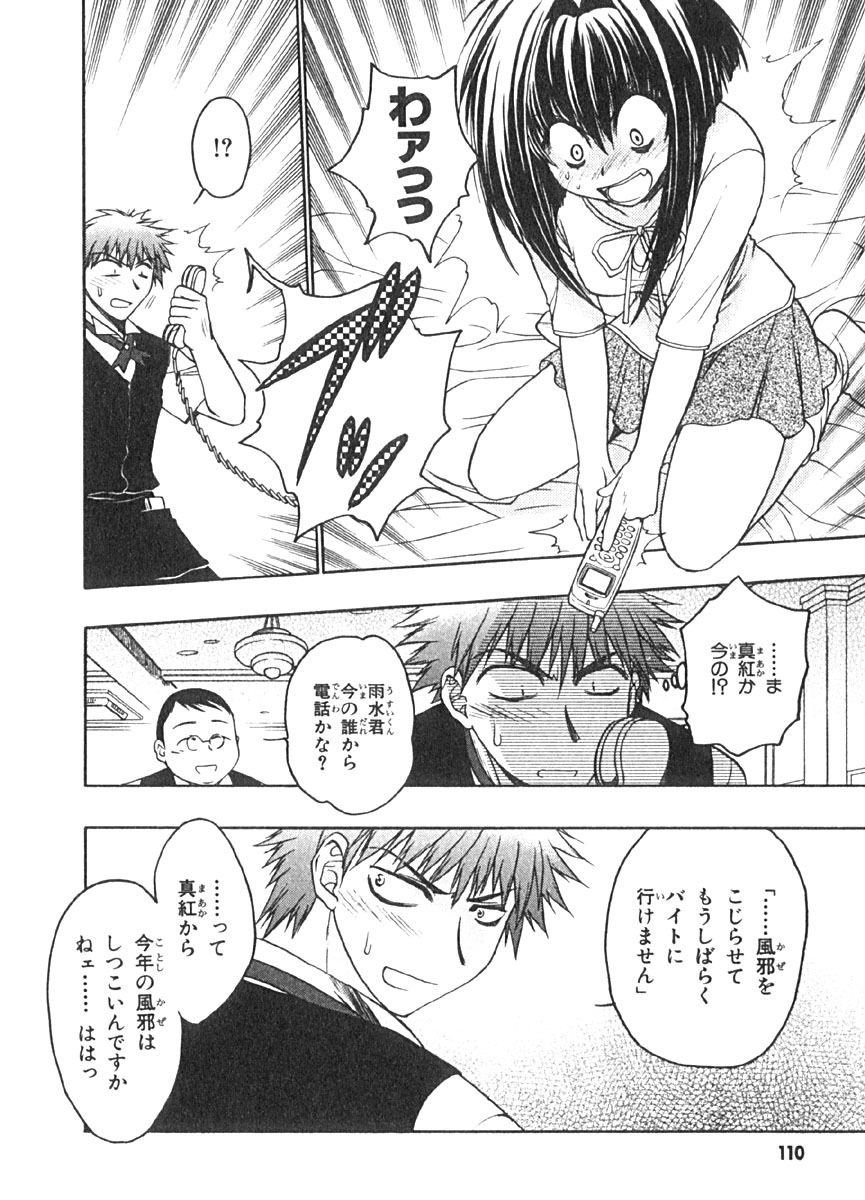 わァっっ
ブッ
!?
……ま
真紅か
今の!?
雨水君
今の誰から
電話かな？
「……風邪を
こじらせて
もうしばらく
バイトに
行けません」
……って
真紅から
今年の風邪は
しつこいんですか
ねェ……ははっ
110